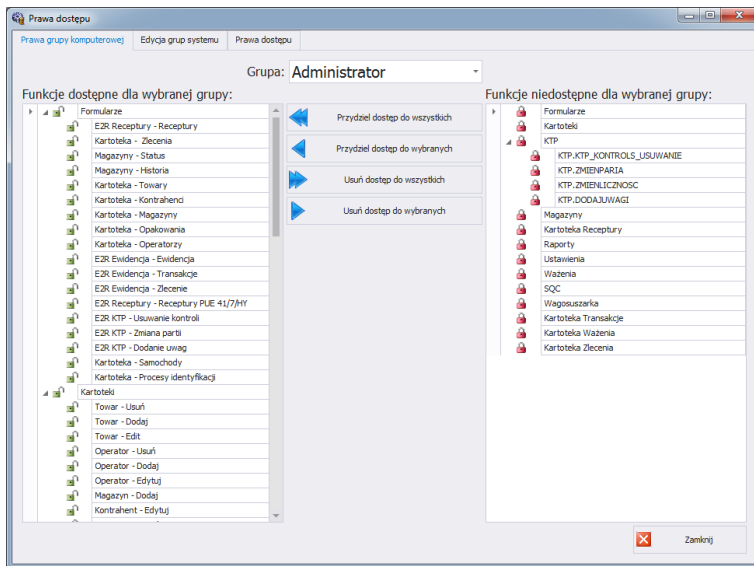 Prawa dostępu
Prawa grupy komputerowej
Edycja grup systemu
Prawa dostępu
Grupa: Administrator
Funkcje dostępne dla wybranej grupy:
Formularze
E2R Receptury - Receptury
Kartoteka - Zlecenia
Magazyny - Status
Magazyny - Historia
Kartoteka - Towary
Kartoteka - Kontrahenci
Kartoteka - Magazyny
Kartoteka - Opakowania
Kartoteka - Operatorzy
E2R Ewidencja - Ewidencja
E2R Ewidencja - Transakcje
E2R Ewidencja - Zlecenie
E2R Receptury - Receptury PUE 41/7/HY
E2R KTP - Usuwanie kontroli
E2R KTP - Zmiana partii
E2R KTP - Dodanie uwag
Kartoteka - Samochody
Kartoteka - Procesy identyfikacji
Kartoteki
Towar - Usuń
Towar - Dodaj
Towar - Edit
Operator - Usuń
Operator - Dodaj
Operator - Edytuj
Magazyn - Dodaj
Kontrahent - Edytuj
Przydziel dostęp do wszystkich
Przydziel dostęp do wybranych
Usuń dostęp do wszystkich
Usuń dostęp do wybranych
Funkcje niedostępne dla wybranej grupy:
Formularze
Kartoteki
KTP
KTP.KTP_KONTROLS_USUWANIE
KTP.ZMIENPARIA
KTP.ZMIENLICZNOSC
KTP.DODAJUWAGI
Magazyny
Kartoteka Receptury
Raporty
Ustawienia
Ważenia
SQC
Wagosuszarka
Kartoteka Transakcje
Kartoteka Ważenia
Kartoteka Zlecenia
Zamknij